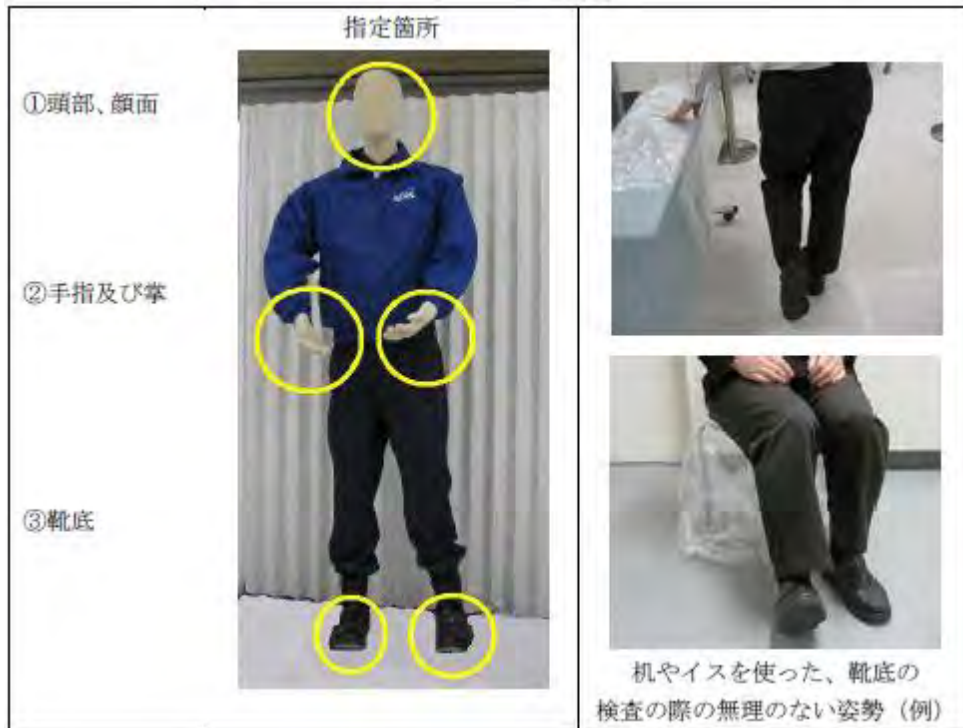 指定箇所
①頭部、顔面
②手指及び掌
③靴底
机やイスを使った、靴底の
検査の際の無理のない姿勢（例）